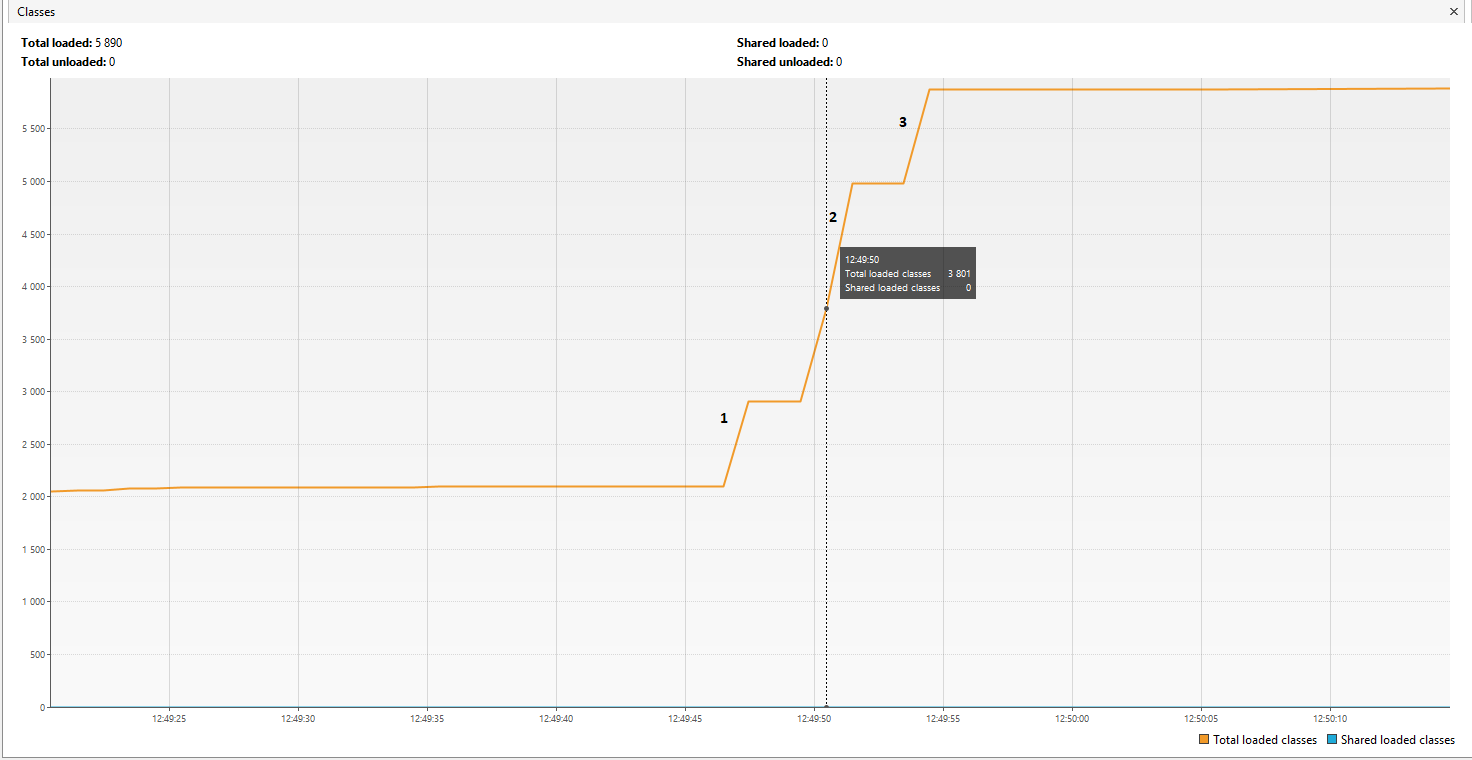 Classes
Total loaded: 5 890
Shared loaded: 0
Total unloaded: 0
Shared unloaded: 0
5 500
5 000
4 500
4 000
3 500
3 000
2 500
2 000
1 500
1 000
500
0
1
2
3
12:49:50
Total loaded classes 3 801
Shared loaded classes 0
12:49:25 12:49:30 12:49:35 12:49:40 12:49:45 12:49:50 12:49:55 12:50:00 12:50:05 12:50:10
Total loaded classes Shared loaded classes